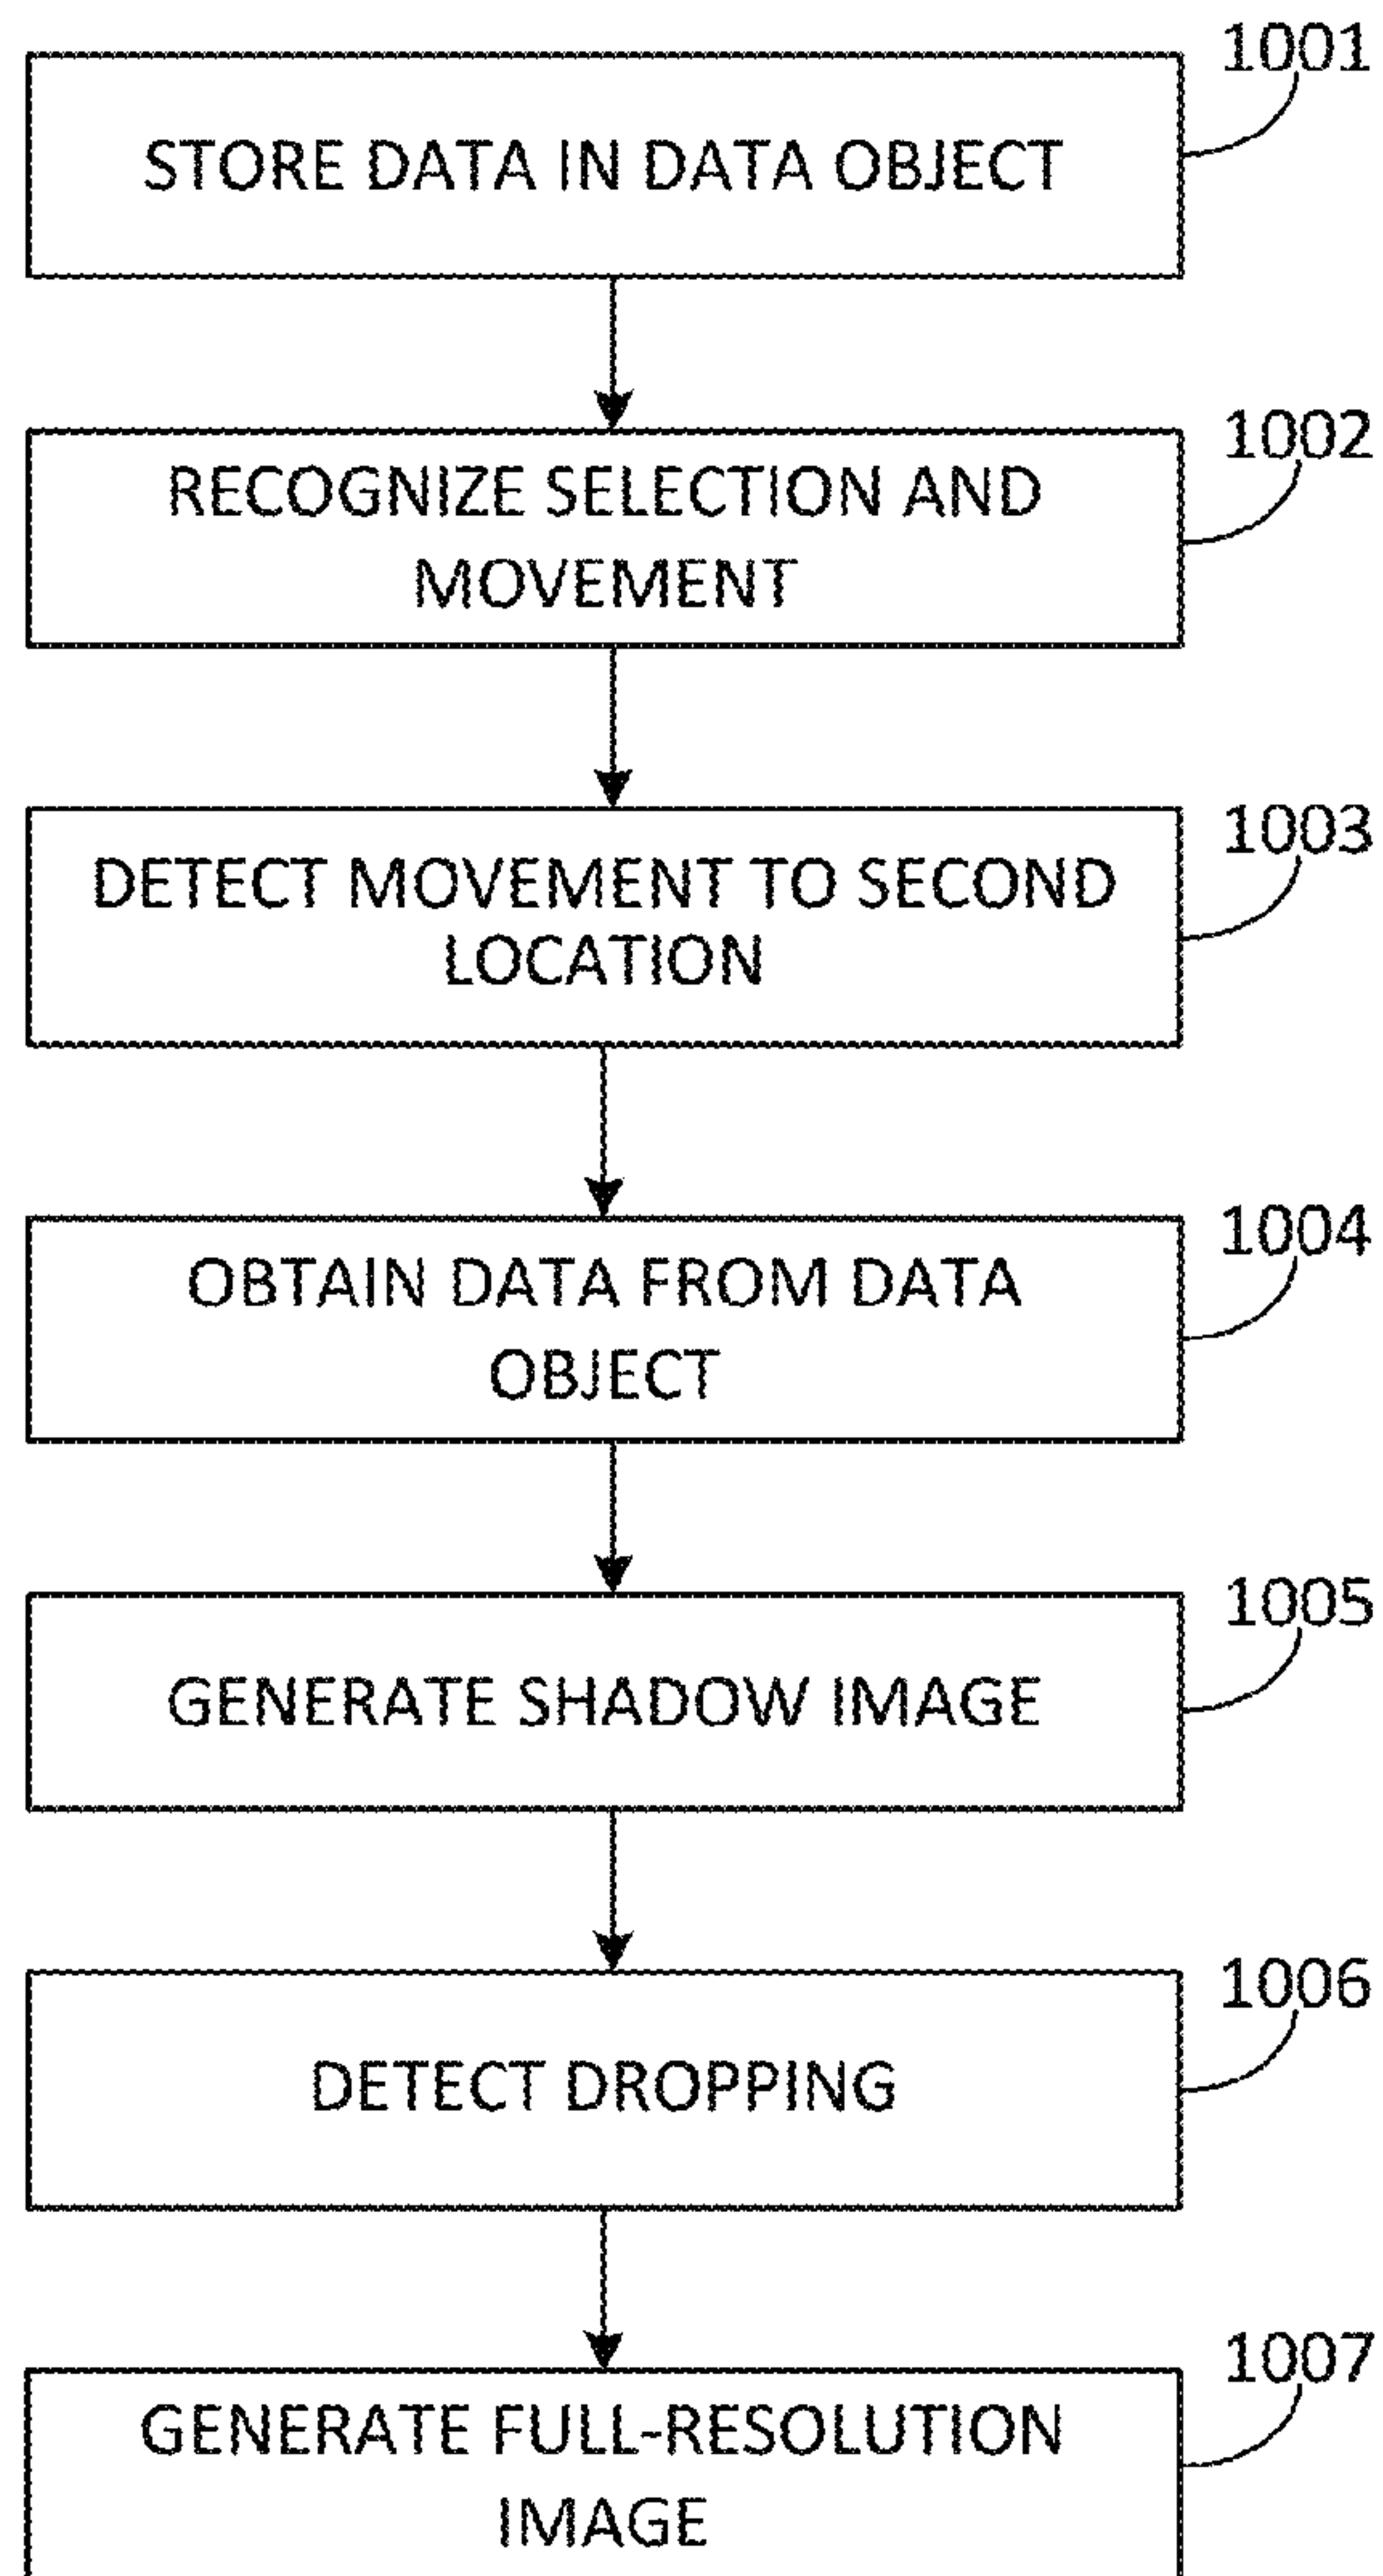 1001
STORE DATA IN DATA OBJECT
1002
RECOGNIZE SELECTION AND
MOVEMENT
1003
DETECT MOVEMENT TO SECOND
LOCATION
1004
OBTAIN DATA FROM DATA
OBJECT
1005
GENERATE SHADOW IMAGE
1006
DETECT DROPPING
1007
GENERATE FULL-RESOLUTION
IMAGE